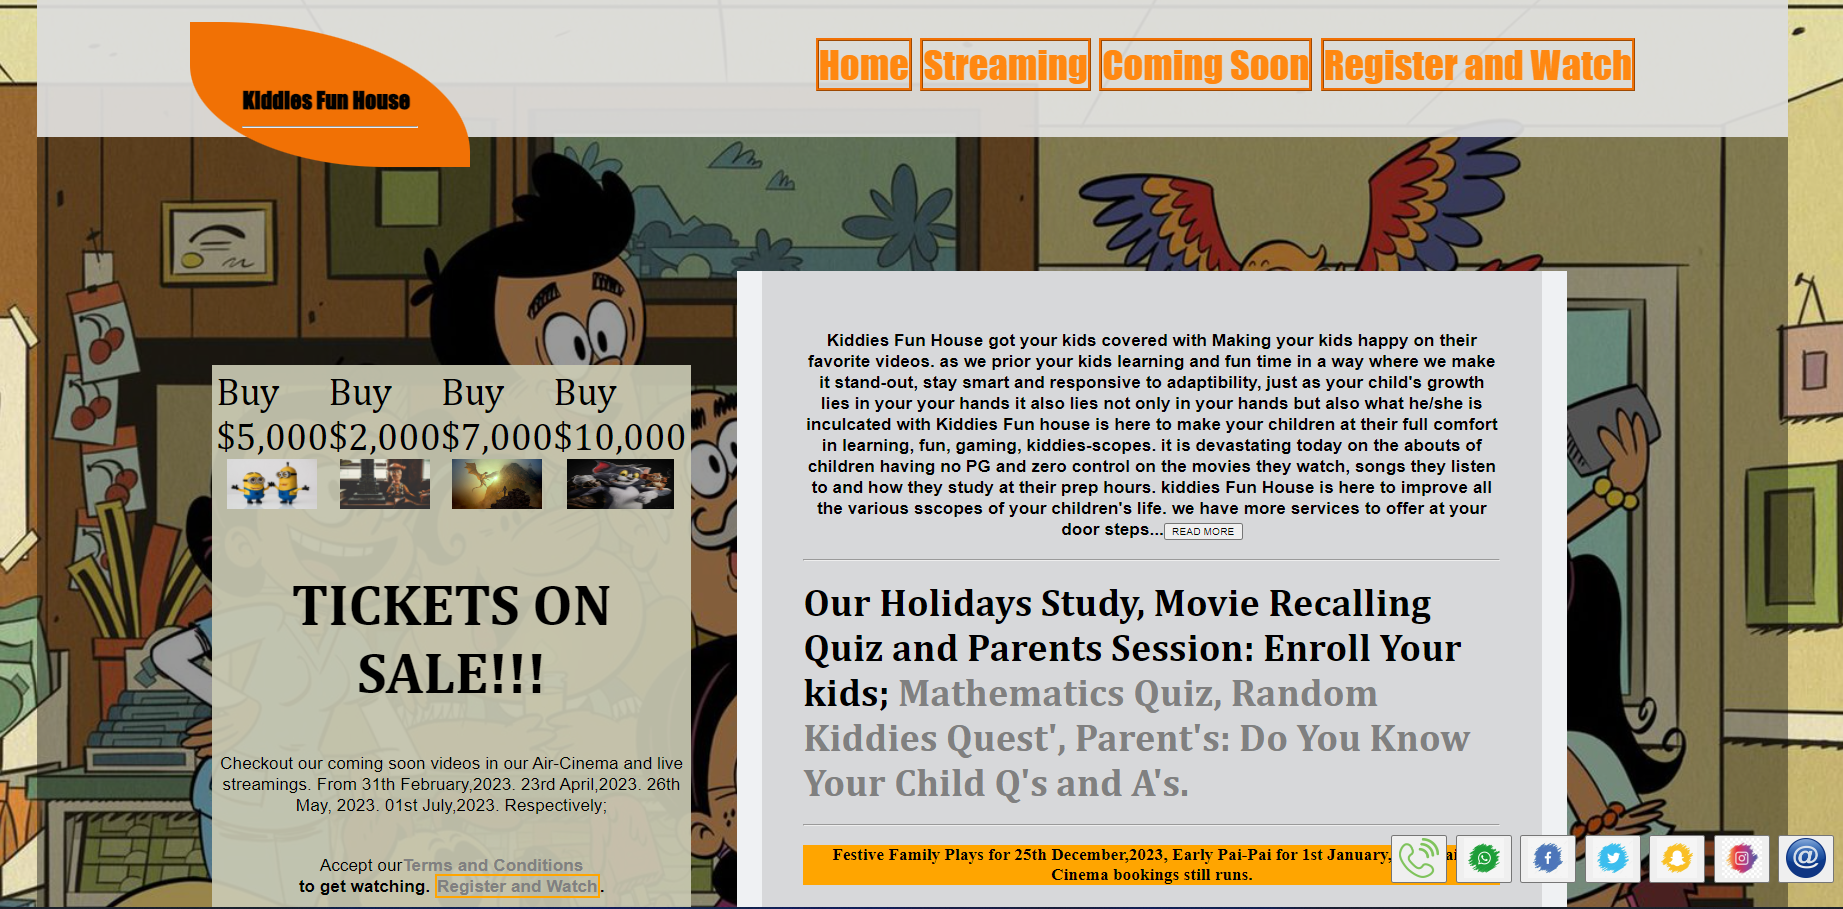 Kiddies Fun House
Home Streaming Coming Soon Register and Watch
Buy Buy Buy Buy
$5,000 $2,000 $7,000 $10,000
TICKETS ON
SALE!!!
Checkout our coming soon videos in our Air-Cinema and live
streamings. From 31th February,2023. 23rd April,2023. 26th
May, 2023. 01st July,2023. Respectively;
Accept ourTerms and Conditions
to get watching. Register and Watch.
Kiddies Fun House got your kids covered with Making your kids happy on their
favorite videos. as we prior your kids learning and fun time in a way where we make
it stand-out, stay smart and responsive to adaptibility, just as your child's growth
lies in your your hands it also lies not only in your hands but also what he/she is
inculcated with Kiddies Fun house is here to make your children at their full comfort
in learning, fun, gaming, kiddies-scopes. it is devastating today on the abouts of
children having no PG and zero control on the movies they watch, songs they listen
to and how they study at their prep hours. kiddies Fun House is here to improve all
the various sscopes of your children's life. we have more services to offer at your
door steps...READ MORE
Our Holidays Study, Movie Recalling
Quiz and Parents Session: Enroll Your
kids; Mathematics Quiz, Random
Kiddies Quest', Parent's: Do You Know
Your Child Q's and A's.
Festive Family Plays for 25th December,2023, Early Pai-Pai for 1st January,
Cinema bookings still runs.